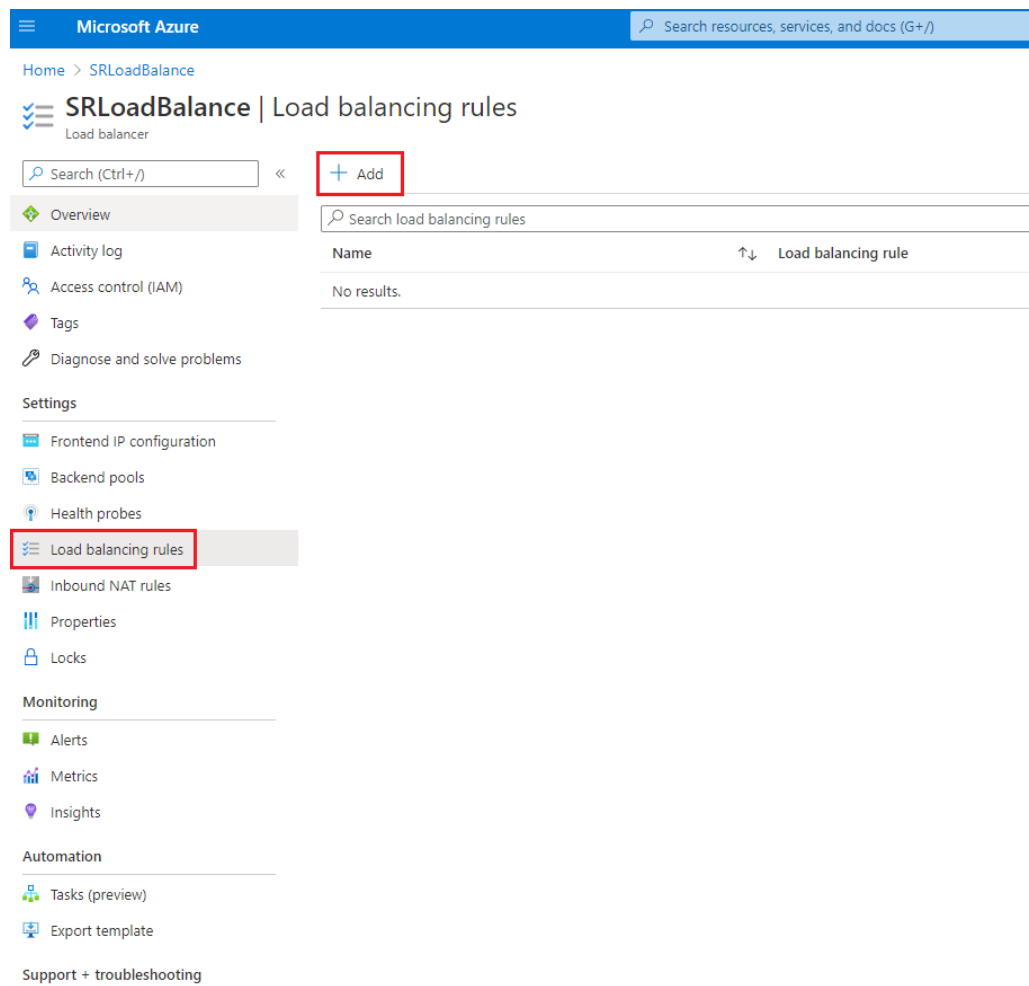 Microsoft Azure
Search resources, services, and docs (G+/)
Home > SRLoadBalance
SRLoadBalance | Load balancing rules
Load balancer
Search (Ctrl+/)
«
+ Add
Overview
Activity log
Access control (IAM)
Tags
Diagnose and solve problems
Settings
Frontend IP configuration
Backend pools
Health probes
Load balancing rules
Inbound NAT rules
Properties
Locks
Monitoring
Alerts
Metrics
Insights
Automation
Tasks (preview)
Export template
Support + troubleshooting
Search load balancing rules
Name ↑↓ Load balancing rule
No results.